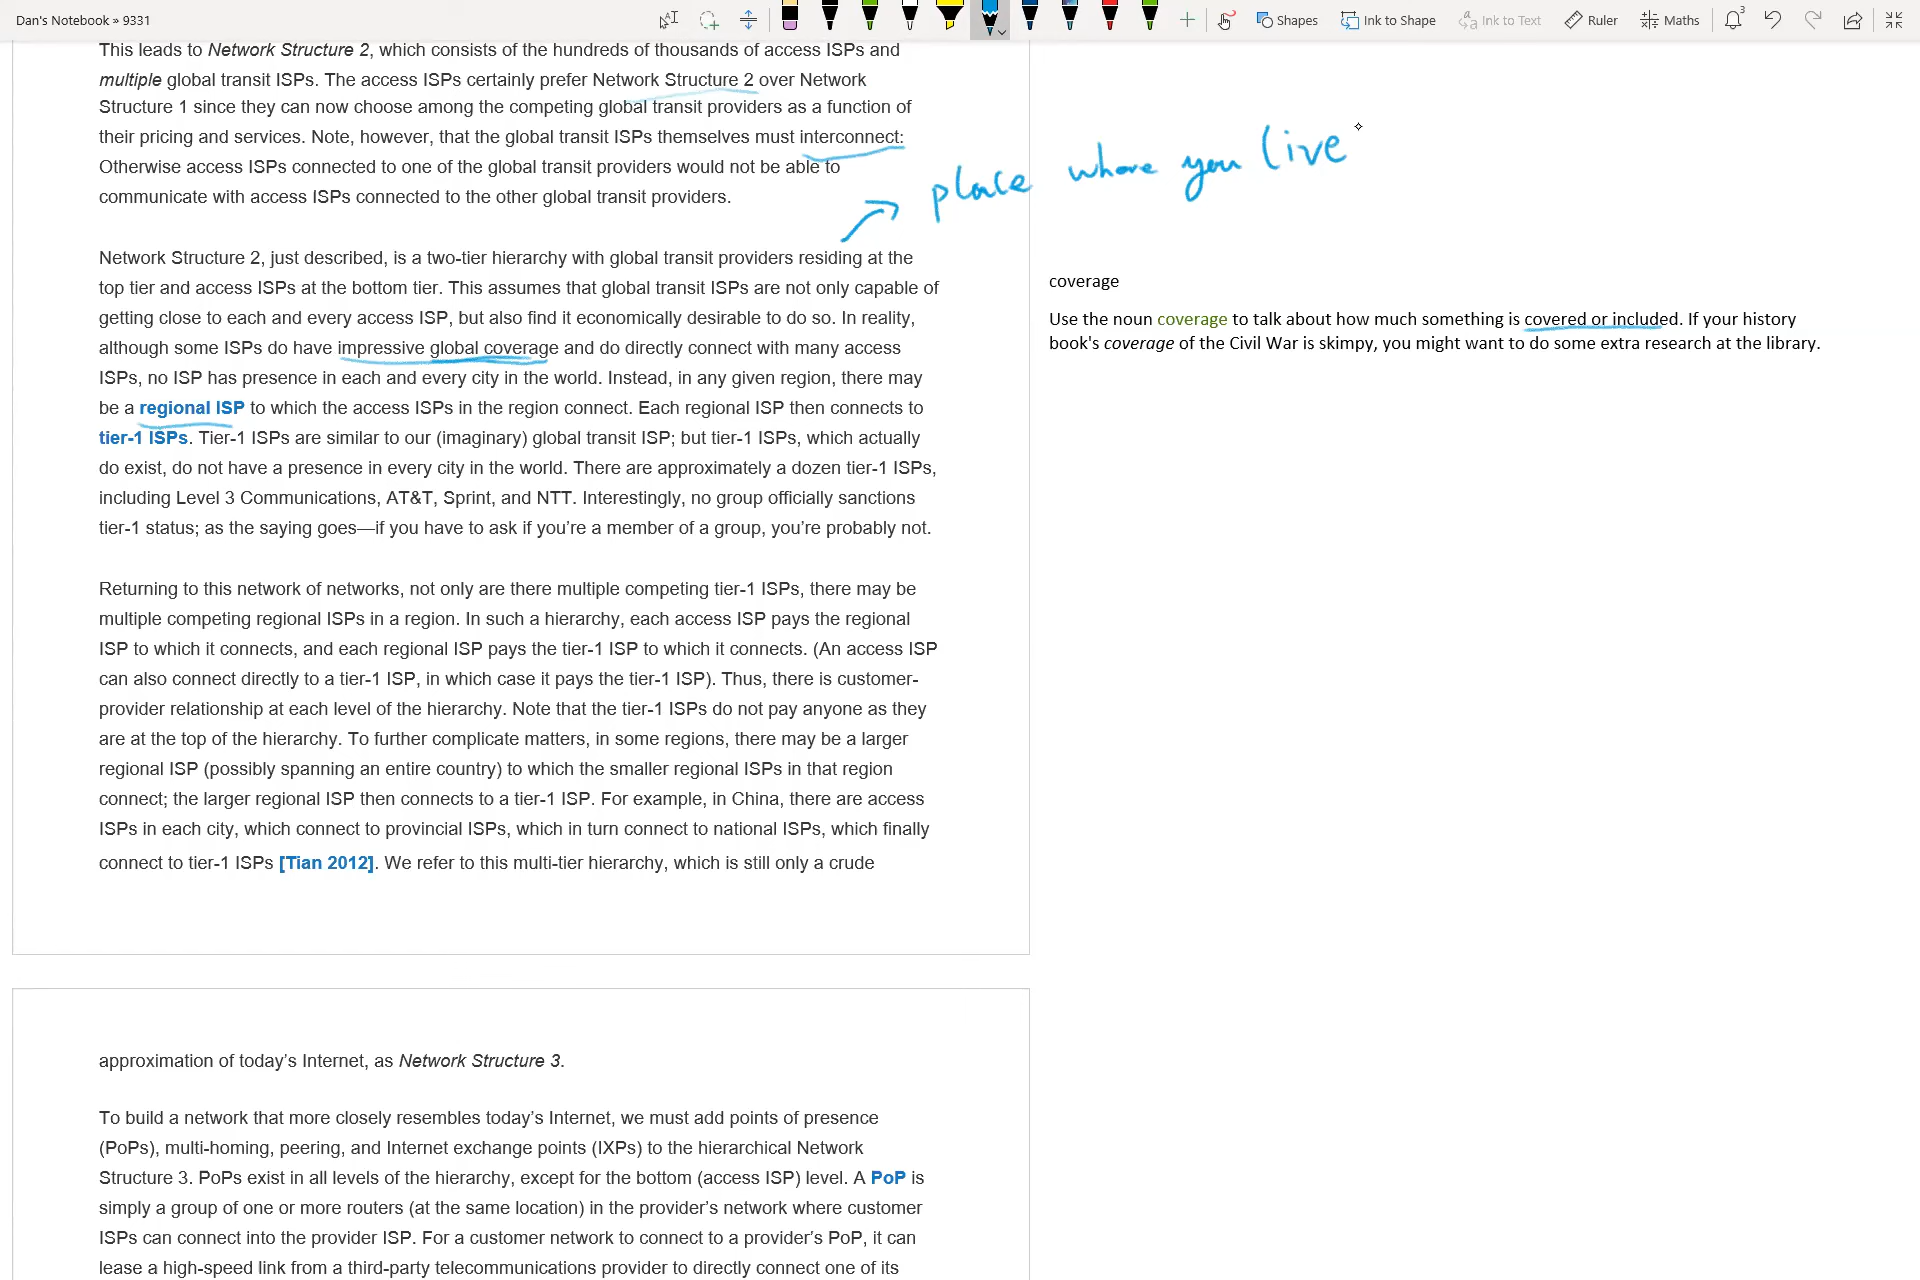 Dan's Notebook » 9331
Shapes
Ink to Shape
Ink to Text
Ruler
Maths
3
This leads to Network Structure 2, which consists of the hundreds of thousands of access ISPs and
multiple global transit ISPs. The access ISPs certainly prefer Network Structure 2 over Network
Structure 1 since they can now choose among the competing global transit providers as a function of
their pricing and services. Note, however, that the global transit ISPs themselves must interconnect:
Otherwise access ISPs connected to one of the global transit providers would not be able to
communicate with access ISPs connected to the other global transit providers.
place where you live
Network Structure 2, just described, is a two-tier hierarchy with global transit providers residing at the
top tier and access ISPs at the bottom tier. This assumes that global transit ISPs are not only capable of
getting close to each and every access ISP, but also find it economically desirable to do so. In reality,
although some ISPs do have impressive global coverage and do directly connect with many access
ISPs, no ISP has presence in each and every city in the world. Instead, in any given region, there may
be a regional ISP to which the access ISPs in the region connect. Each regional ISP then connects to
tier-1 ISPs. Tier-1 ISPs are similar to our (imaginary) global transit ISP; but tier-1 ISPs, which actually
do exist, do not have a presence in every city in the world. There are approximately a dozen tier-1 ISPs,
including Level 3 Communications, AT&T, Sprint, and NTT. Interestingly, no group officially sanctions
tier-1 status; as the saying goes—if you have to ask if you’re a member of a group, you’re probably not.
coverage
Use the noun coverage to talk about how much something is covered or included. If your history
book's coverage of the Civil War is skimpy, you might want to do some extra research at the library.
Returning to this network of networks, not only are there multiple competing tier-1 ISPs, there may be
multiple competing regional ISPs in a region. In such a hierarchy, each access ISP pays the regional
ISP to which it connects, and each regional ISP pays the tier-1 ISP to which it connects. (An access ISP
can also connect directly to a tier-1 ISP, in which case it pays the tier-1 ISP). Thus, there is customer-
provider relationship at each level of the hierarchy. Note that the tier-1 ISPs do not pay anyone as they
are at the top of the hierarchy. To further complicate matters, in some regions, there may be a larger
regional ISP (possibly spanning an entire country) to which the smaller regional ISPs in that region
connect; the larger regional ISP then connects to a tier-1 ISP. For example, in China, there are access
ISPs in each city, which connect to provincial ISPs, which in turn connect to national ISPs, which finally
connect to tier-1 ISPs [Tian 2012]. We refer to this multi-tier hierarchy, which is still only a crude
approximation of today’s Internet, as Network Structure 3.
To build a network that more closely resembles today’s Internet, we must add points of presence
(PoPs), multi-homing, peering, and Internet exchange points (IXPs) to the hierarchical Network
Structure 3. PoPs exist in all levels of the hierarchy, except for the bottom (access ISP) level. A PoP is
simply a group of one or more routers (at the same location) in the provider’s network where customer
ISPs can connect into the provider ISP. For a customer network to connect to a provider’s PoP, it can
lease a high-speed link from a third-party telecommunications provider to directly connect one of its